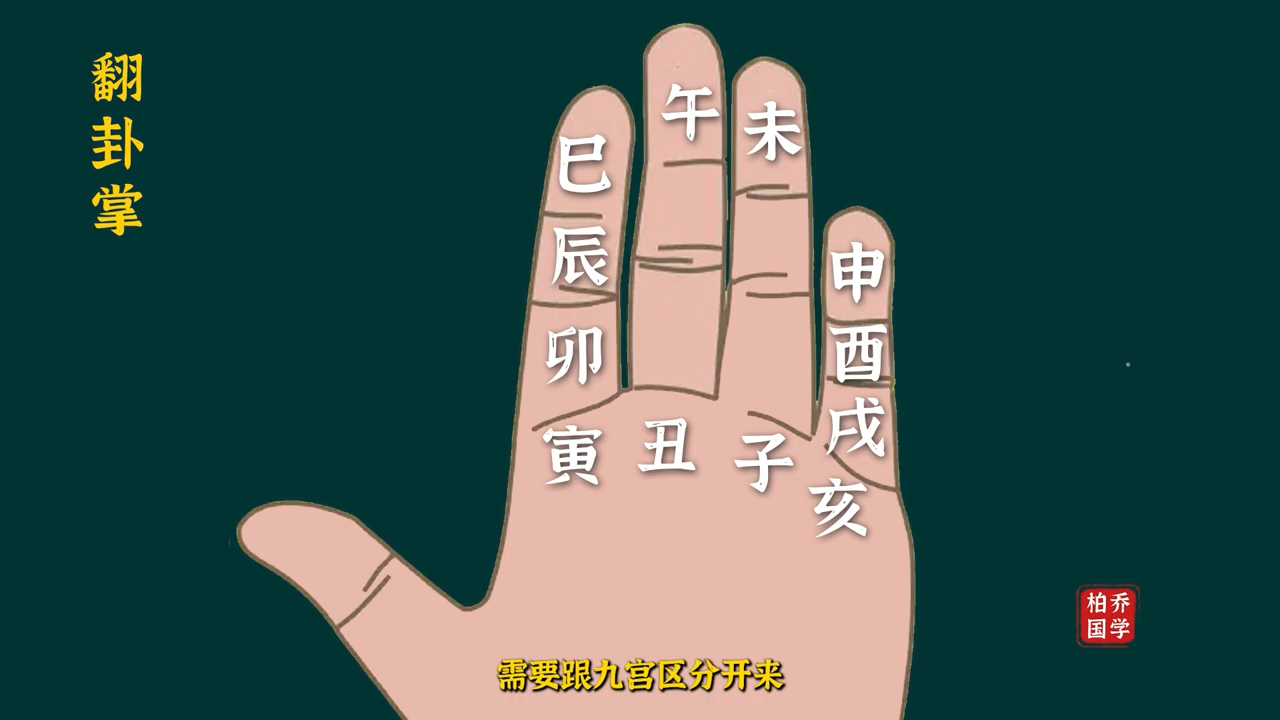 翻卦掌
午
未
巳
辰
申
卯
酉
寅
丑
子
戌
亥
乔学
柏国
需要跟九宫区分开来